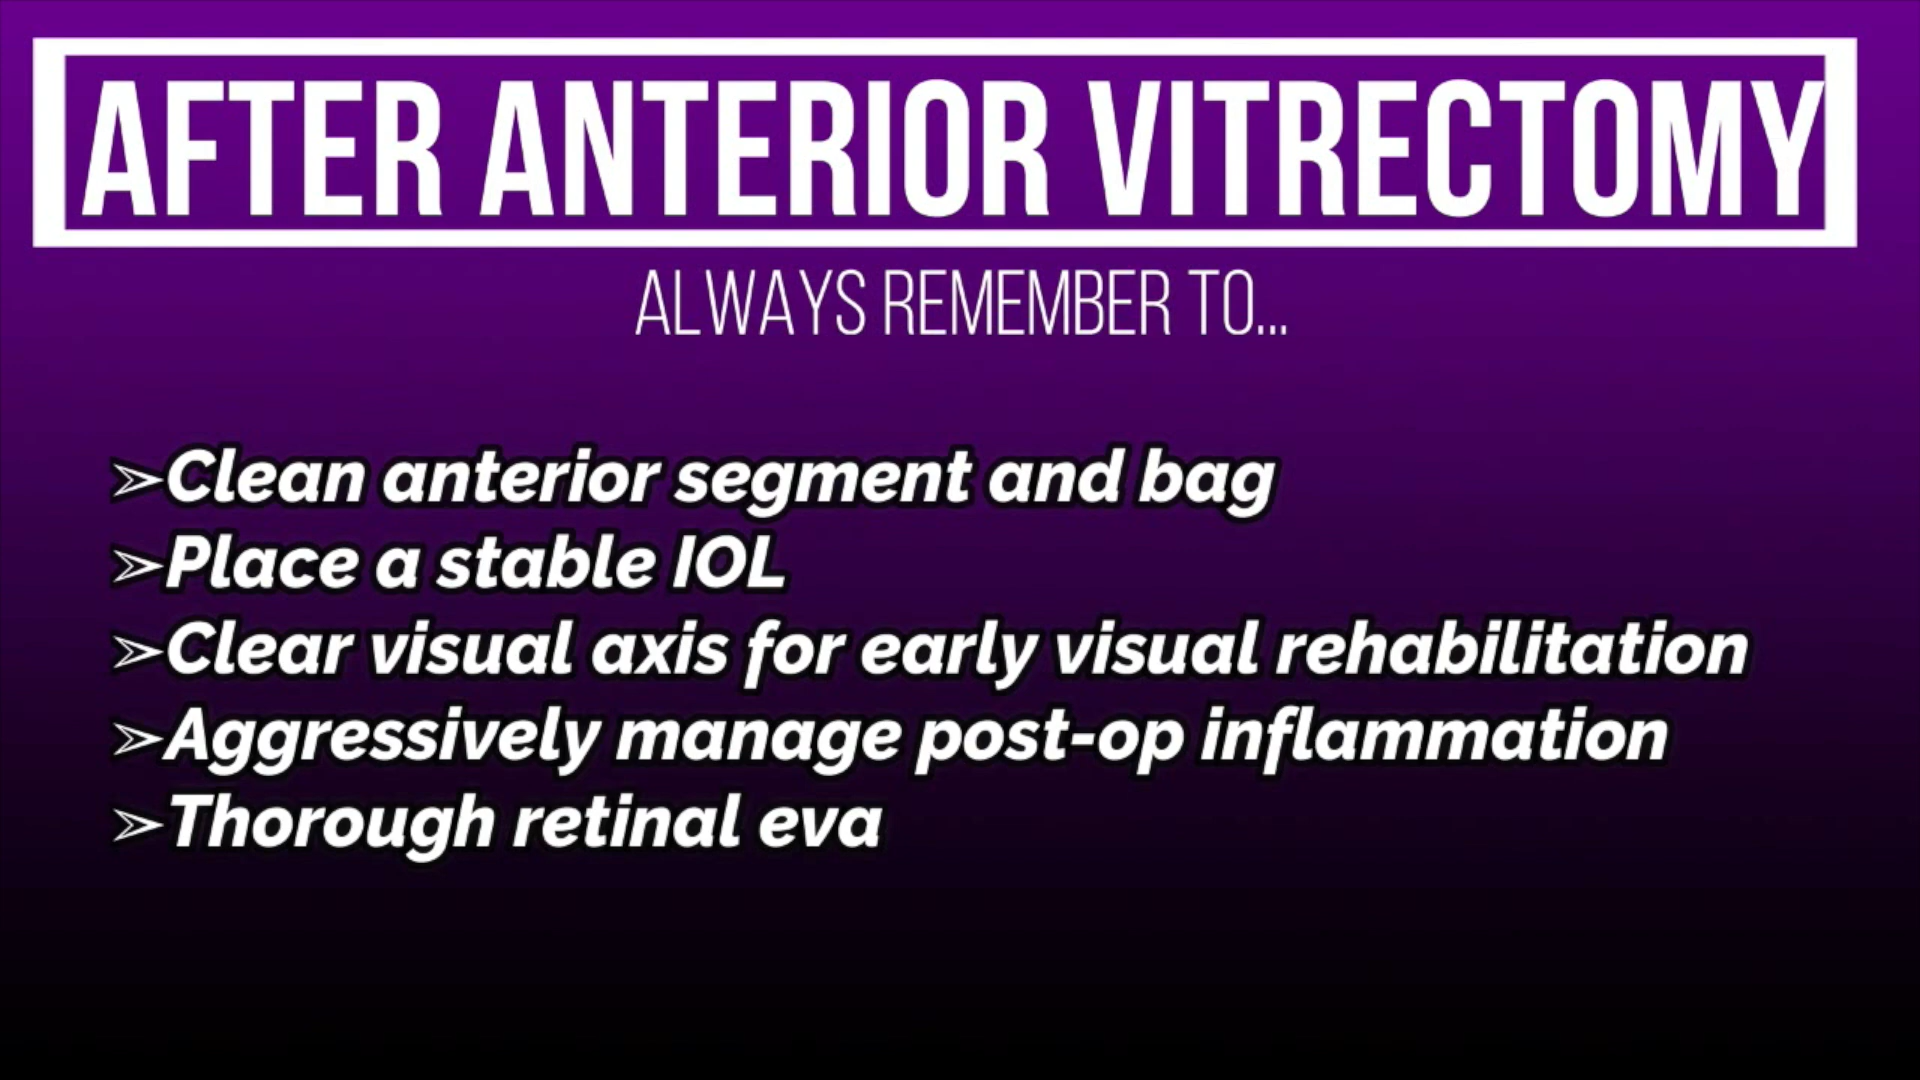 AFTER ANTERIOR VITRECTOMY
ALWAYS REMEMBER TO...
➢Clean anterior segment and bag
➢Place a stable IOL
➢Clear visual axis for early visual rehabilitation
➢Aggressively manage post-op inflammation
➢Thorough retinal eva